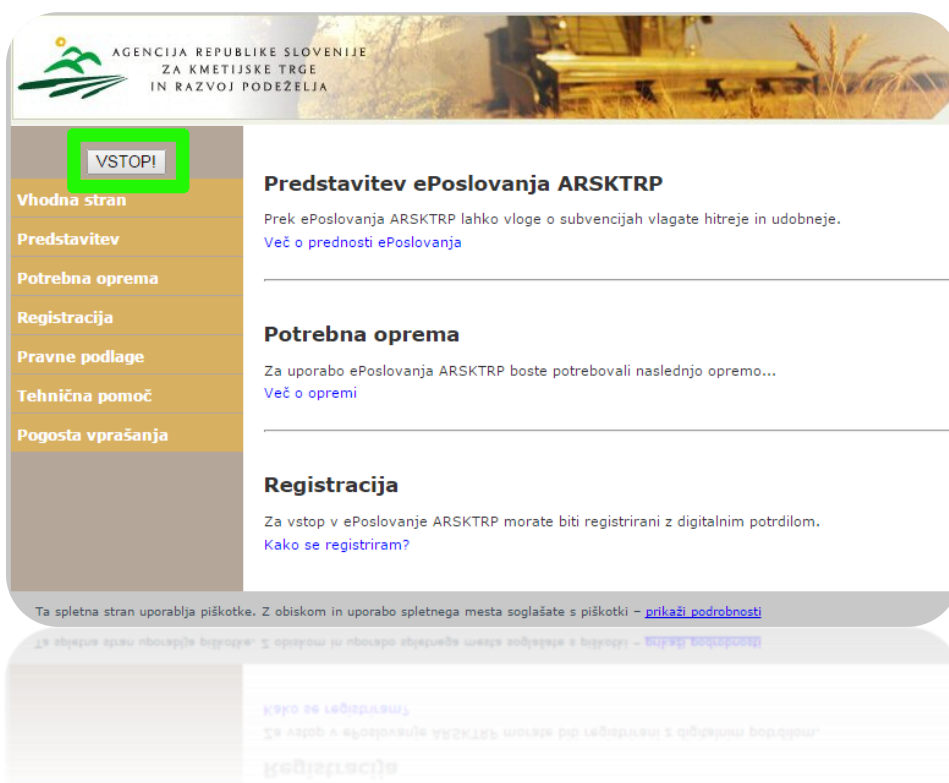 AGENCIJA REPUBLIKE SLOVENIJE
ZA KMETIJSKE TRGE
IN RAZVOJ PODEŽELJA
VSTOP!
Vhodna stran
Predstavitev
Potrebna oprema
Registracija
Pravne podlage
Tehnična pomoč
Pogosta vprašanja
Predstavitev ePoslovanja ARSKTRP
Prek ePoslovanja ARSKTRP lahko vloge o subvencijah vlagate hitreje in udobneje.
Več o prednosti ePoslovanja
Potrebna oprema
Za uporabo ePoslovanja ARSKTRP boste potrebovali naslednjo opremo...
Več o opremi
Registracija
Za vstop v ePoslovanje ARSKTRP morate biti registrirani z digitalnim potrdilom.
Kako se registriram?
Ta spletna stran uporablja piškotke. Z obiskom in uporabo spletnega mesta soglašate s piškotki – prikaži podrobnosti